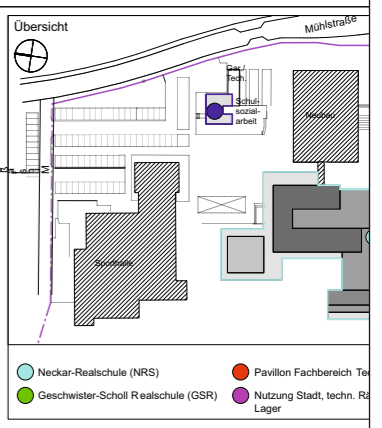 Übersicht
Mühlstraße
Gar./
Tech.
Schul-
sozial-
arbeit
Neubau
Sporthalle
Neckar-Realschule (NRS)
Pavillon Fachbereich Te
Geschwister-Scholl Realschule (GSR)
Nutzung Stadt, techn. Rä
Lager